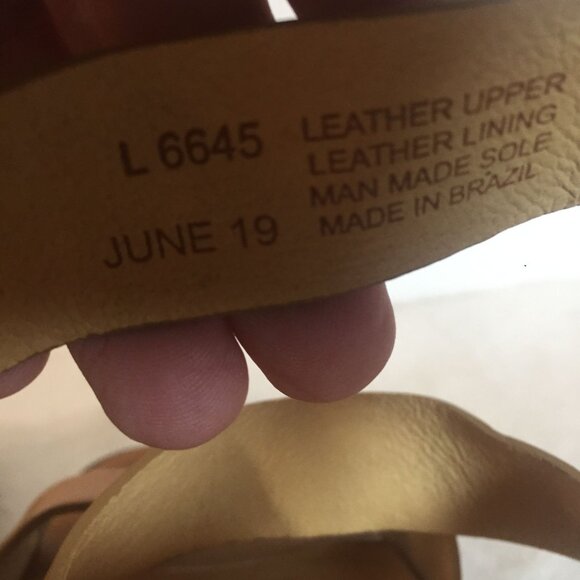 L 6645
JUNE 19
LEATHER UPPER
LEATHER LINING
MAN MADE SOLE
MADE IN BRAZIL